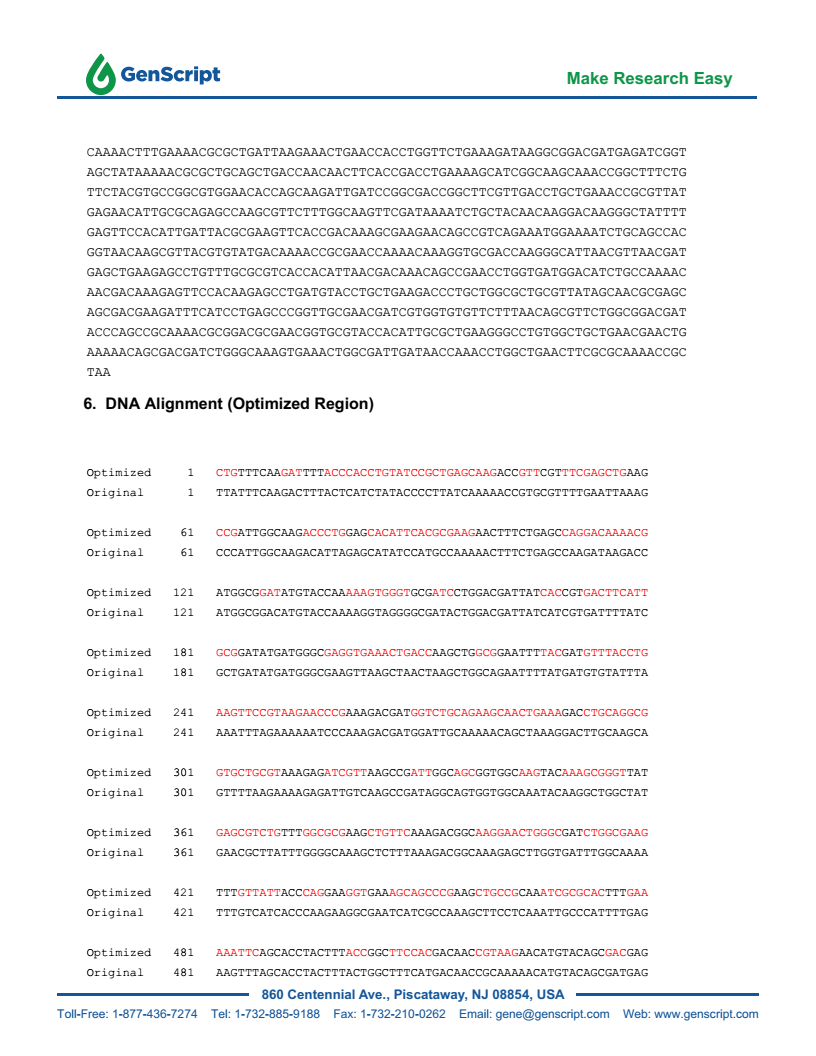 GenScript
Make Research Easy
CAAAACTTTGAAAACGCGCTGATTAAGAAACTGAACCACCTGGTTCTGAAAGATAAGGCGGACGATGAGATCGGT
AGCTATAAAAACGCGCTGCAGCTGACCAACAACTTCACCGACCTGAAAAGCATCGGCAAGCAAACCGGCTTTCTG
TTCTACGTGCCGGCGTGGAACACCAGCAAGATTGATCCGGCGACCGGCTTCGTTGACCTGCTGAAACCGCGTTAT
GAGAACATTGCGCAGAGCCAAGCGTTCTTTGGCAAGTTCGATAAAATCTGCTACAACAAGGACAAGGGCTATTTT
GAGTTCCACATTGATTACGCGAAGTTCACCGACAAAGCGAAGAACAGCCGTCAGAAATGGAAAATCTGCAGCCAC
GGTAACAAGCGTTACGTGTATGACAAAACCGCGAACCAAAACAAAGGTGCGACCAAGGGCATTAACGTTAACGAT
GAGCTGAAGAGCCTGTTTGCGCGTCACCACATTAACGACAAACAGCCGAACCTGGTGATGGACATCTGCCAAAAC
AACGACAAAGAGTTCCACAAGAGCCTGATGTACCTGCTGAAGACCCTGCTGGCGCTGCGTTATAGCAACGCGAGC
AGCGACGAAGATTTCATCCTGAGCCCGGTTGCGAACGATCGTGGTGTGTTCTTTAACAGCGTTCTGGCGGACGAT
ACCCAGCCGCAAAACGCGGACGCGAACGGTGCGTACCACATTGCGCTGAAGGGCCTGTGGCTGCTGAACGAACTG
AAAAACAGCGACGATCTGGGCAAAGTGAAACTGGCGATTGATAACCAAACCTGGCTGAACTTCGCGCAAAACCGC
TAA
6. DNA Alignment (Optimized Region)
Optimized 1 CTGTTTCAAGATTTTACCCACCTGTATCCGCTGAGCAAGACCGTTCGTTTCGAGCTGAAG
Original 1 TTATTTCAAGACTTTACTCATCTATACCCCTTATCAAAAACCGTGCGTTTTGAATTAAAG
Optimized 61 CCGATTGGCAAGACCCTGGAGCACATTCACGCGAAGAACTTTCTGAGCCAGGACAAAACG
Original 61 CCCATTGGCAAGACATTAGAGCATATCCATGCCAAAAACTTTCTGAGCCAAGATAAGACC
Optimized 121 ATGGCGGATATGTACCAAAAAGTGGGTGCGATCCTGGACGATTATCACCGTGACTTCATT
Original 121 ATGGCGGACATGTACCAAAAGGTAGGGGCGATACTGGACGATTATCATCGTGATTTTATC
Optimized 181 GCGGATATGATGGGCGAGGTGAAACTGACCAAGCTGGCGGAATTTTACGATGTTTACCTG
Original 181 GCTGATATGATGGGCGAAGTTAAGCTAACTAAGCTGGCAGAATTTTATGATGTGTATTTA
Optimized 241 AAGTTCCGTAAGAACCCGAAAGACGATGGTCTGCAGAAGCAACTGAAAGACCTGCAGGCG
Original 241 AAATTTAGAAAAAATCCCAAAGACGATGGATTGCAAAAACAGCTAAAGGACTTGCAAGCA
Optimized 301 GTGCTGCGTAAAGAGATCGTTAAGCCGATTGGCAGCGGTGGCAAGTACAAAGCGGGTTAT
Original 301 GTTTTAAGAAAAGAGATTGTCAAGCCGATAGGCAGTGGTGGCAAATACAAGGCTGGCTAT
Optimized 361 GAGCGTCTGTTTGGCGCGAAGCTGTTCAAAGACGGCAAGGAACTGGGCGATCTGGCGAAG
Original 361 GAACGCTTATTTGGGGCAAAGCTCTTTAAAGACGGCAAAGAGCTTGGTGATTTGGCAAAA
Optimized 421 TTTGTTATTACCCAGGAAGGTGAAAGCAGCCCGAAGCTGCCGCAAATCGCGCACTTTGAA
Original 421 TTTGTCATCACCCAAGAAGGCGAATCATCGCCAAAGCTTCCTCAAATTGCCCATTTTGAG
Optimized 481 AAATTCAGCACCTACTTTACCGGCTTCCACGACAACCGTAAGAACATGTACAGCGACGAG
Original 481 AAGTTTAGCACCTACTTTACTGGCTTTCATGACAACCGCAAAAACATGTACAGCGATGAG
860 Centennial Ave., Piscataway, NJ 08854, USA
Toll-Free: 1-877-436-7274 Tel: 1-732-885-9188 Fax: 1-732-210-0262 Email: gene@genscript.com Web: www.genscript.com